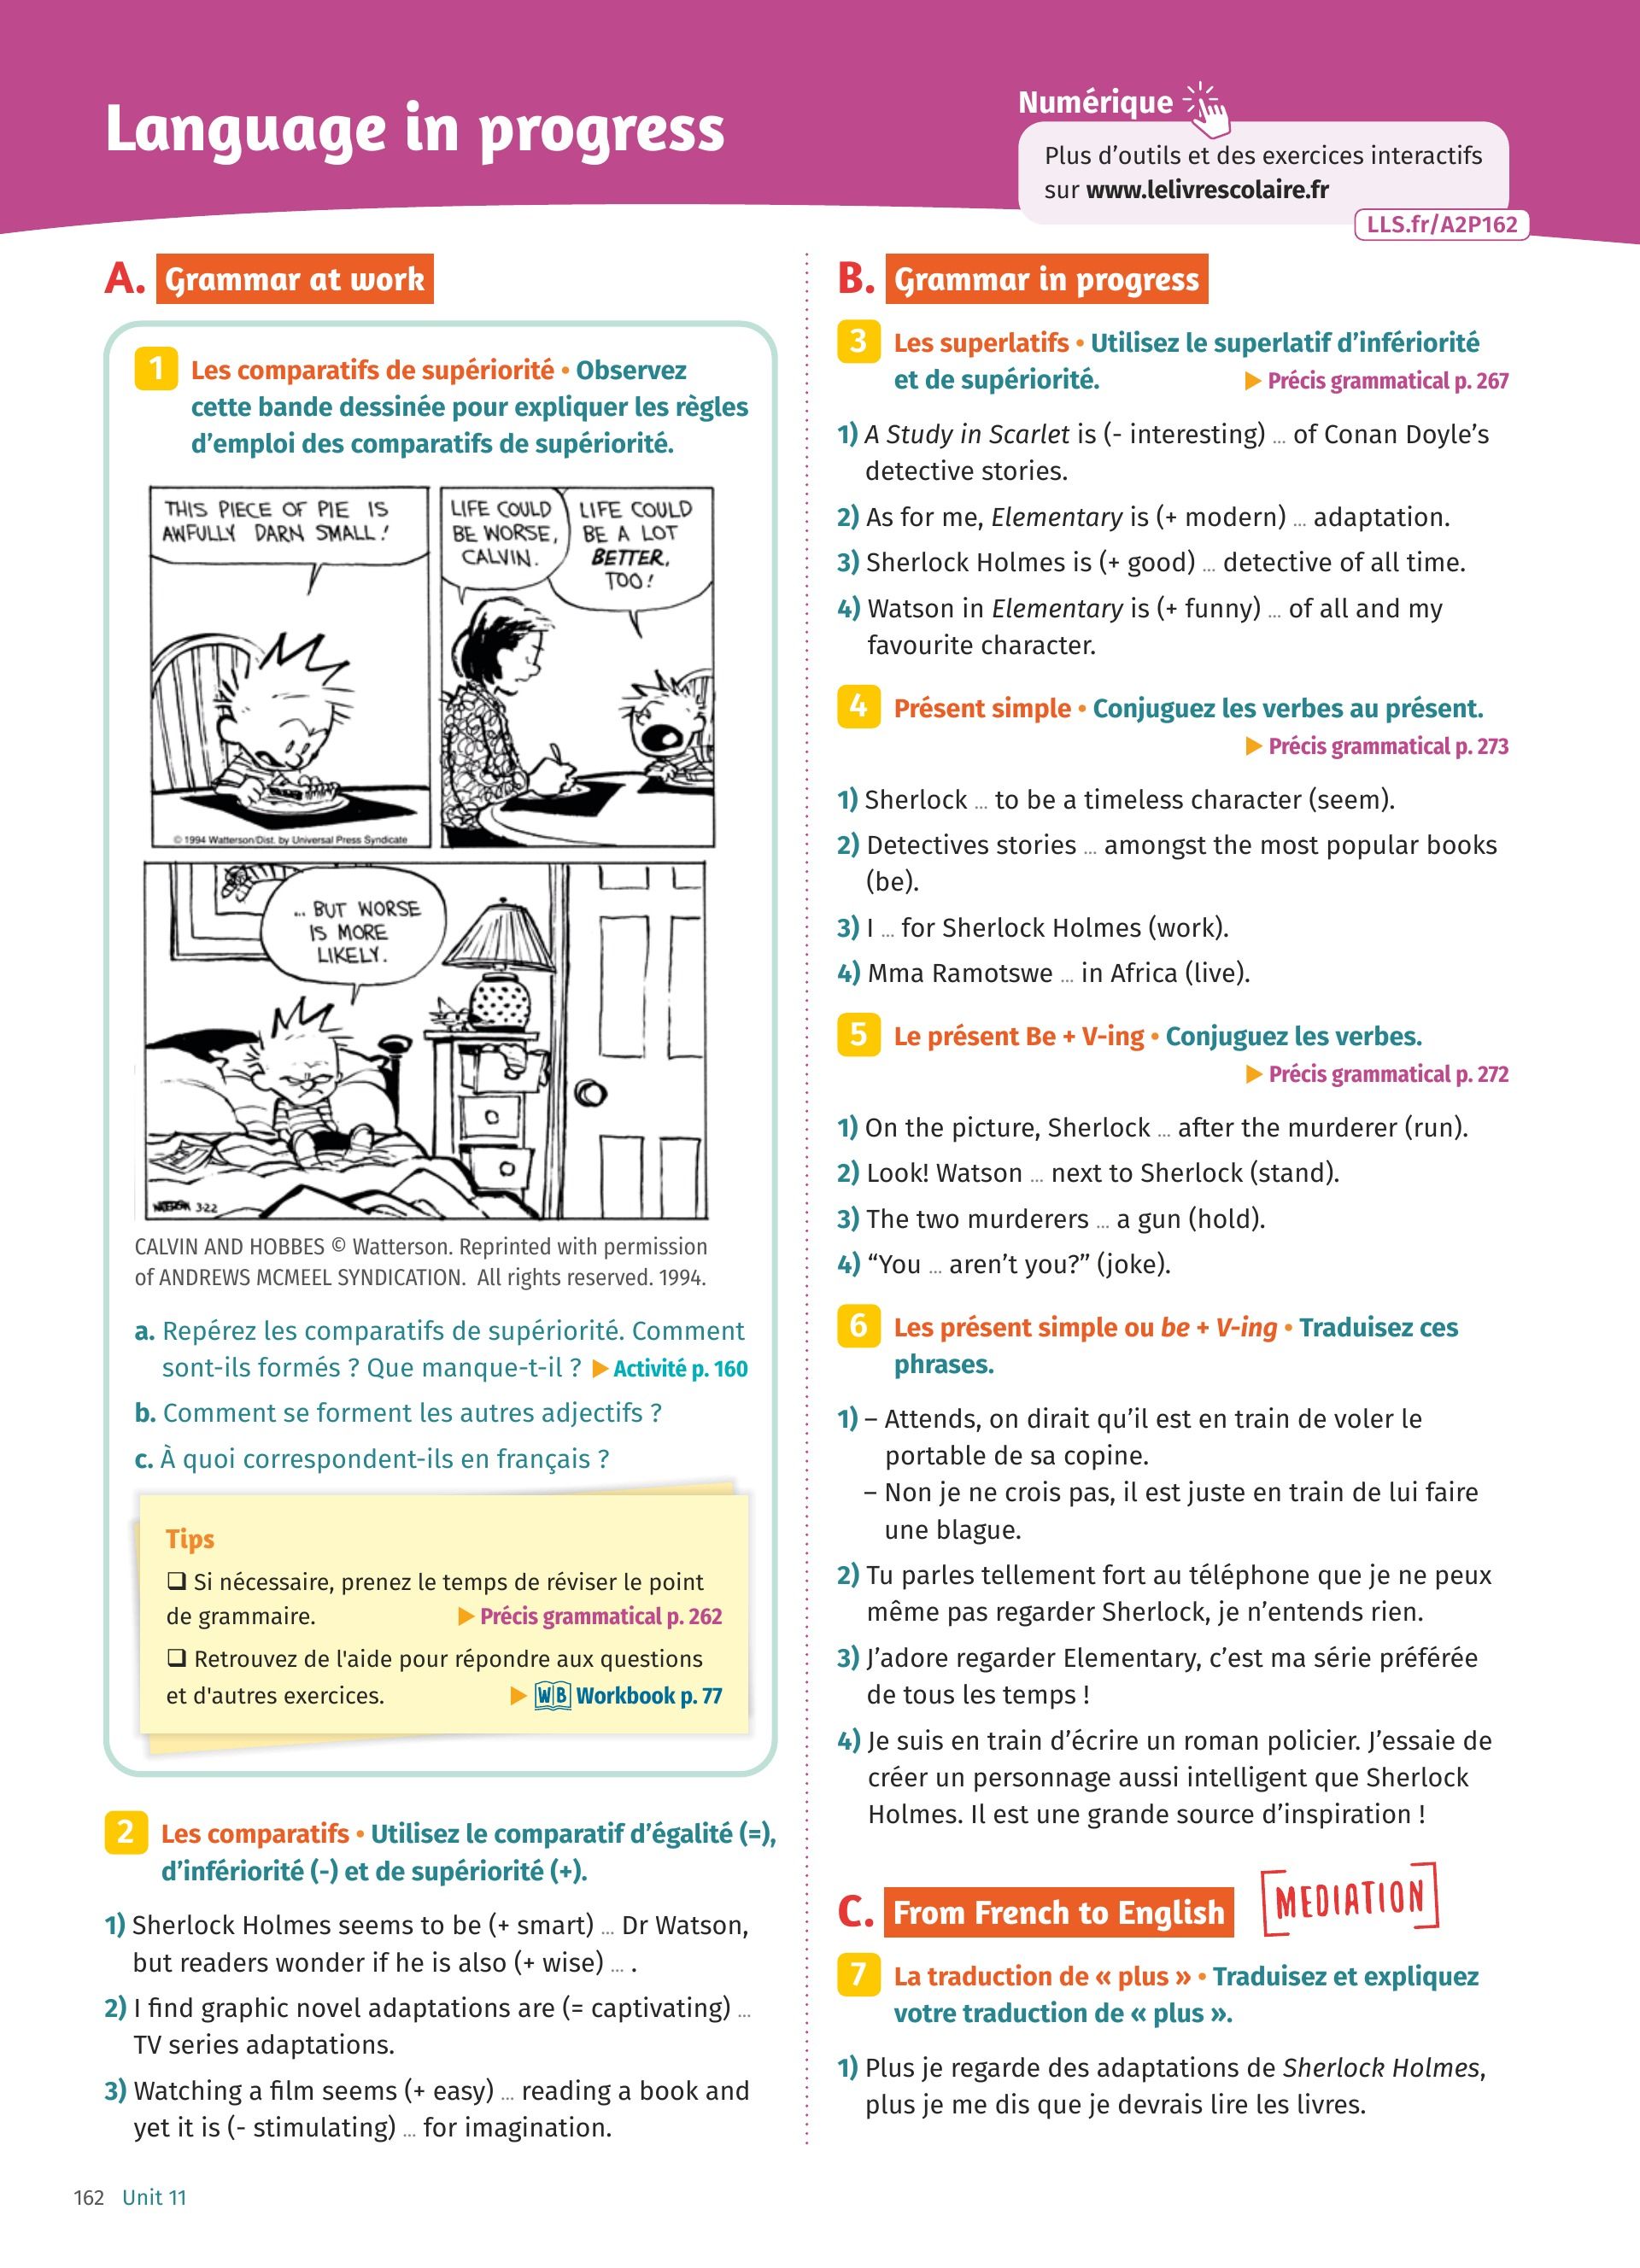 Language in progress
Numérique
Plus d'outils et des exercices interactifs
sur www.lelivrescolaire.fr
LLS.fr/A2P162
A. Grammar at work
1 Les comparatifs de supériorité • Observez
cette bande dessinée pour expliquer les règles
d'emploi des comparatifs de supériorité.
THIS PIECE OF PIE IS
AWFULLY DARN SMALL!
© 1994 Watterson/Dist. by Universal Press Syndicate
LIFE COULD
BE WORSE,
CALVIN.
LIFE COULD
BE A LOT
BETTER,
TOO!
... BUT WORSE
IS MORE
LIKELY.
WATTERSON 3-22
CALVIN AND HOBBES © Watterson. Reprinted with permission
of ANDREWS MCMEEL SYNDICATION. All rights reserved. 1994.
a. Repérez les comparatifs de supériorité. Comment
sont-ils formés ? Que manque-t-il ? ▶ Activité p. 160
b. Comment se forment les autres adjectifs ?
c. À quoi correspondent-ils en français ?
Tips
❑ Si nécessaire, prenez le temps de réviser le point
de grammaire. ▶ Précis grammatical p. 262
❑ Retrouvez de l'aide pour répondre aux questions
et d'autres exercices. ▶ WB Workbook p. 77
2 Les comparatifs • Utilisez le comparatif d'égalité (=),
d'infériorité (-) et de supériorité (+).
1) Sherlock Holmes seems to be (+ smart) ... Dr Watson,
but readers wonder if he is also (+ wise) ... .
2) I find graphic novel adaptations are (= captivating) ...
TV series adaptations.
3) Watching a film seems (+ easy) ... reading a book and
yet it is (- stimulating) ... for imagination.
B. Grammar in progress
3 Les superlatifs • Utilisez le superlatif d'infériorité
et de supériorité. ▶ Précis grammatical p. 267
1) A Study in Scarlet is (- interesting) ... of Conan Doyle's
detective stories.
2) As for me, Elementary is (+ modern) ... adaptation.
3) Sherlock Holmes is (+ good) ... detective of all time.
4) Watson in Elementary is (+ funny) ... of all and my
favourite character.
4 Présent simple • Conjuguez les verbes au présent.
▶ Précis grammatical p. 273
1) Sherlock ... to be a timeless character (seem).
2) Detectives stories ... amongst the most popular books
(be).
3) I ... for Sherlock Holmes (work).
4) Mma Ramotswe ... in Africa (live).
5 Le présent Be + V-ing • Conjuguez les verbes.
▶ Précis grammatical p. 272
1) On the picture, Sherlock ... after the murderer (run).
2) Look! Watson ... next to Sherlock (stand).
3) The two murderers ... a gun (hold).
4) “You ... aren't you?” (joke).
6 Les présent simple ou be + V-ing • Traduisez ces
phrases.
1) – Attends, on dirait qu'il est en train de voler le
portable de sa copine.
– Non je ne crois pas, il est juste en train de lui faire
une blague.
2) Tu parles tellement fort au téléphone que je ne peux
même pas regarder Sherlock, je n'entends rien.
3) J'adore regarder Elementary, c'est ma série préférée
de tous les temps !
4) Je suis en train d'écrire un roman policier. J'essaie de
créer un personnage aussi intelligent que Sherlock
Holmes. Il est une grande source d'inspiration !
C. From French to English
MEDIATION
7 La traduction de « plus » • Traduisez et expliquez
votre traduction de « plus ».
1) Plus je regarde des adaptations de Sherlock Holmes,
plus je me dis que je devrais lire les livres.
162 Unit 11